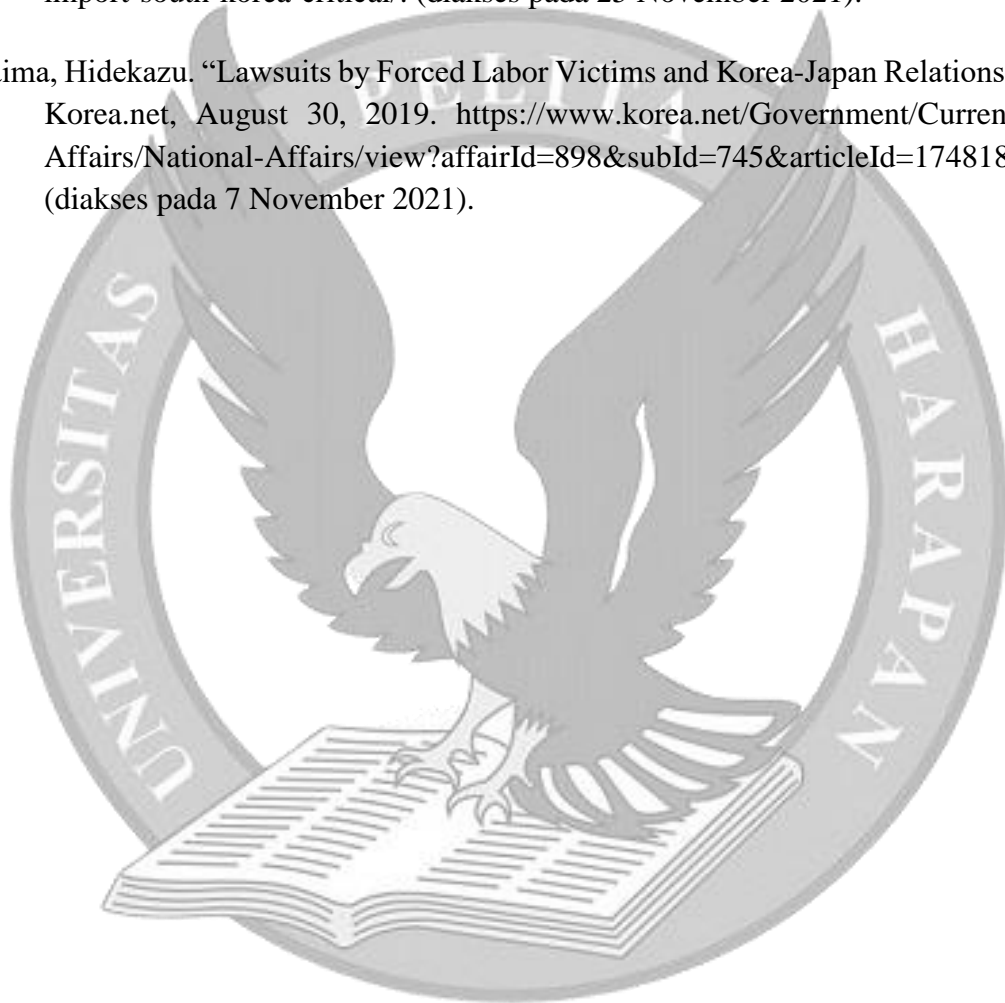 import-south-korea-critical/. (diakses pada November 2021).
ima, Hidekazu. “Lawsuits by Forced Labor Victims and Korea-Japan Relations
Korea.net, August 30, 2019. https://www.korea.net/Government/Curren
Affairs/National-Affairs/view?affairId=898&subId=745&articleId=174818
(diakses pada 7 November 2021).
UNIVERSITAS PELITA HARAPAN